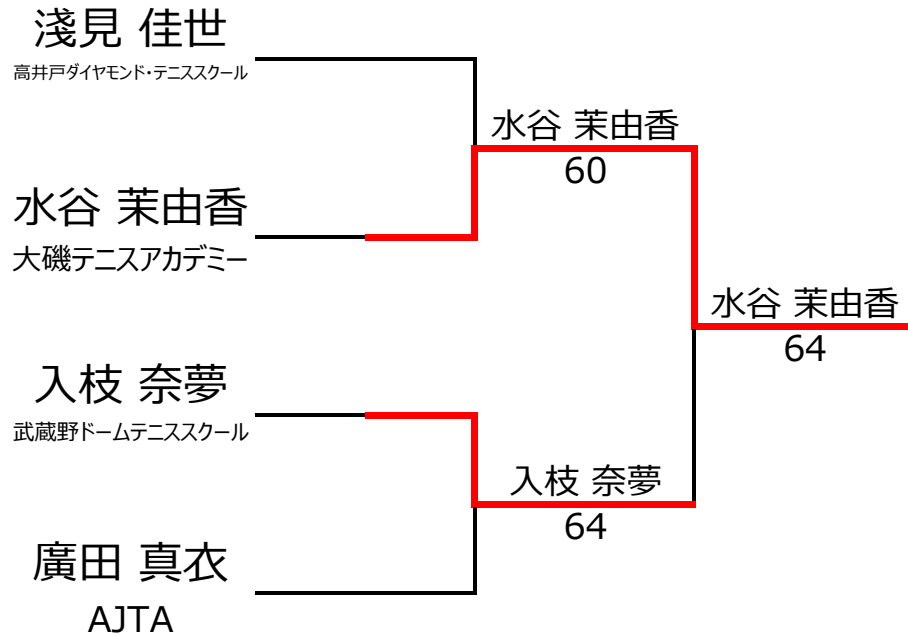 淺見 佳世
高井戸ダイヤモンド・テニススクール
水谷 茉由香
60
水谷 茉由香
大磯テニスアカデミー
水谷 茉由香
64
入枝 奈夢
武蔵野ドームテニススクール
入枝 奈夢
64
廣田 真衣
AJTA